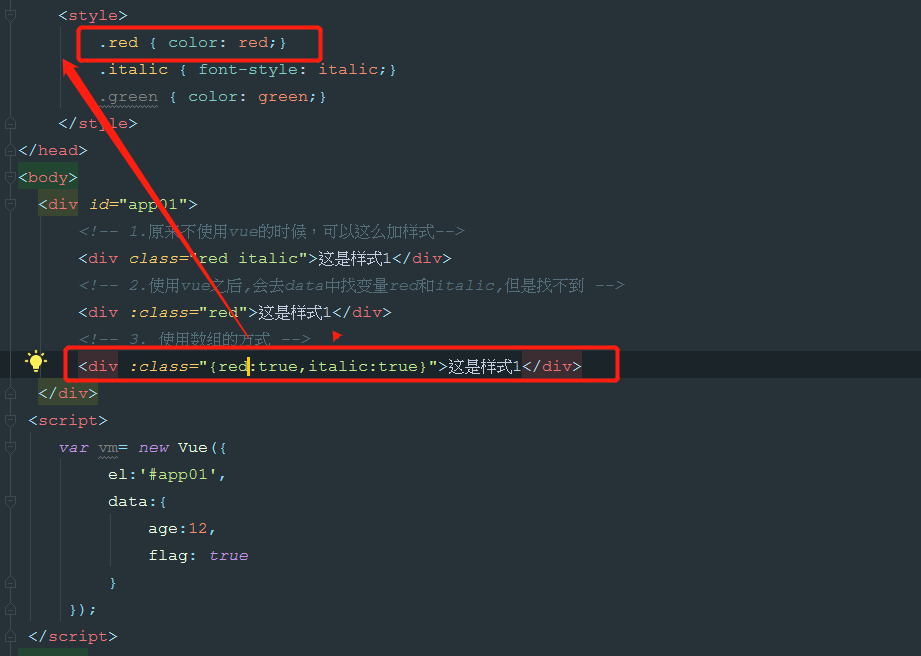 <style>
.red { color: red;}
.italic { font-style: italic;}
.green { color: green;}
</style>
</head>
<body>
<div id="app01">
<!-- 1.原来不使用vue的时候，可以这么加样式-->
<div class="red italic">这是样式1</div>
<!-- 2.使用vue之后,会去data中找变量red和italic,但是找不到 -->
<div :class="red">这是样式1</div>
<!-- 3. 使用数组的方式 -->
<div :class="{red:true,italic:true}">这是样式1</div>
</div>
<script>
var vm= new Vue({
el:'#app01',
data:{
age:12,
flag: true
}
});
</script>